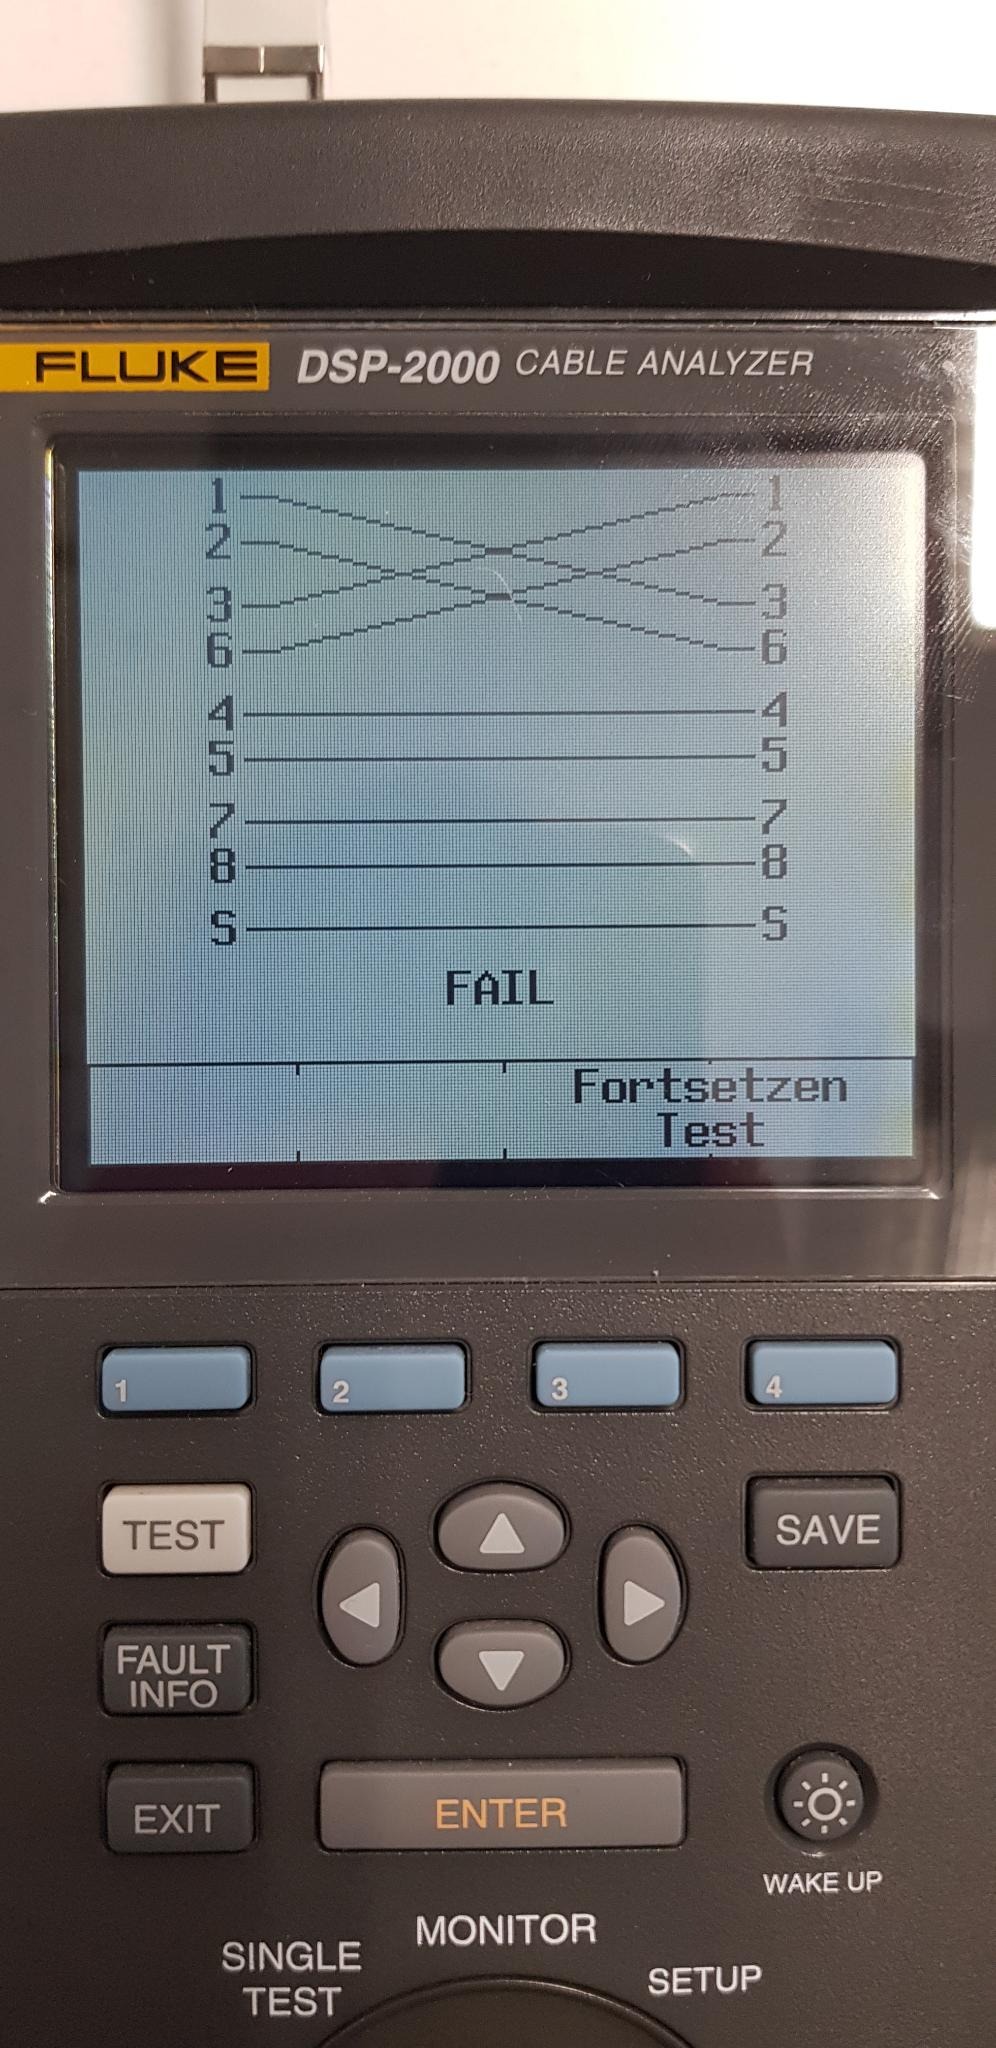 FLUKE DSP-2000 CABLE ANALYZER
1 1
2 2
3 3
6 6
4 4
5 5
7 7
8 8
S S
FAIL
Fortsetzen
Test
1 2 3 4
TEST
SAVE
FAULT
INFO
EXIT
ENTER
WAKE UP
MONITOR
SINGLE
TEST
SETUP